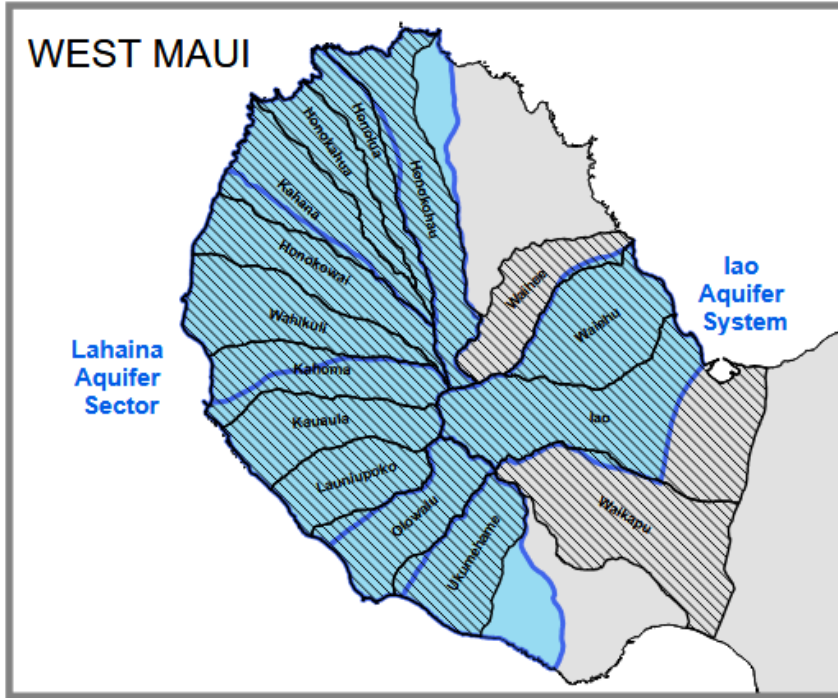 WEST MAUI
Honolua
Honokahua
Honokohau
Kahana
Honokowai
Waihee
Waiehu
Iao
Aquifer
System
Wahikuli
Lahaina
Aquifer
Sector
Kahoma
Kauaula
Iao
Launiupoko
Olowalu
Waikapu
Ukumehame